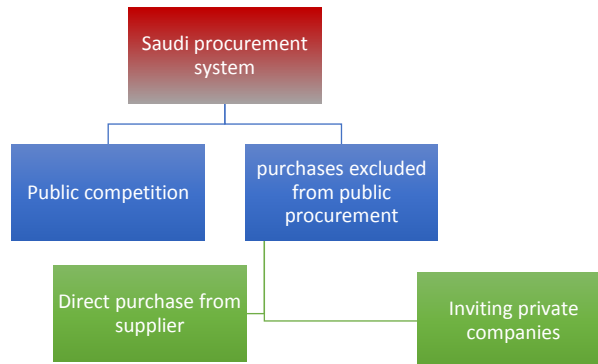 Saudi procurement
system
Public competition
purchases excluded
from public
procurement
Direct purchase from
supplier
Inviting private
companies